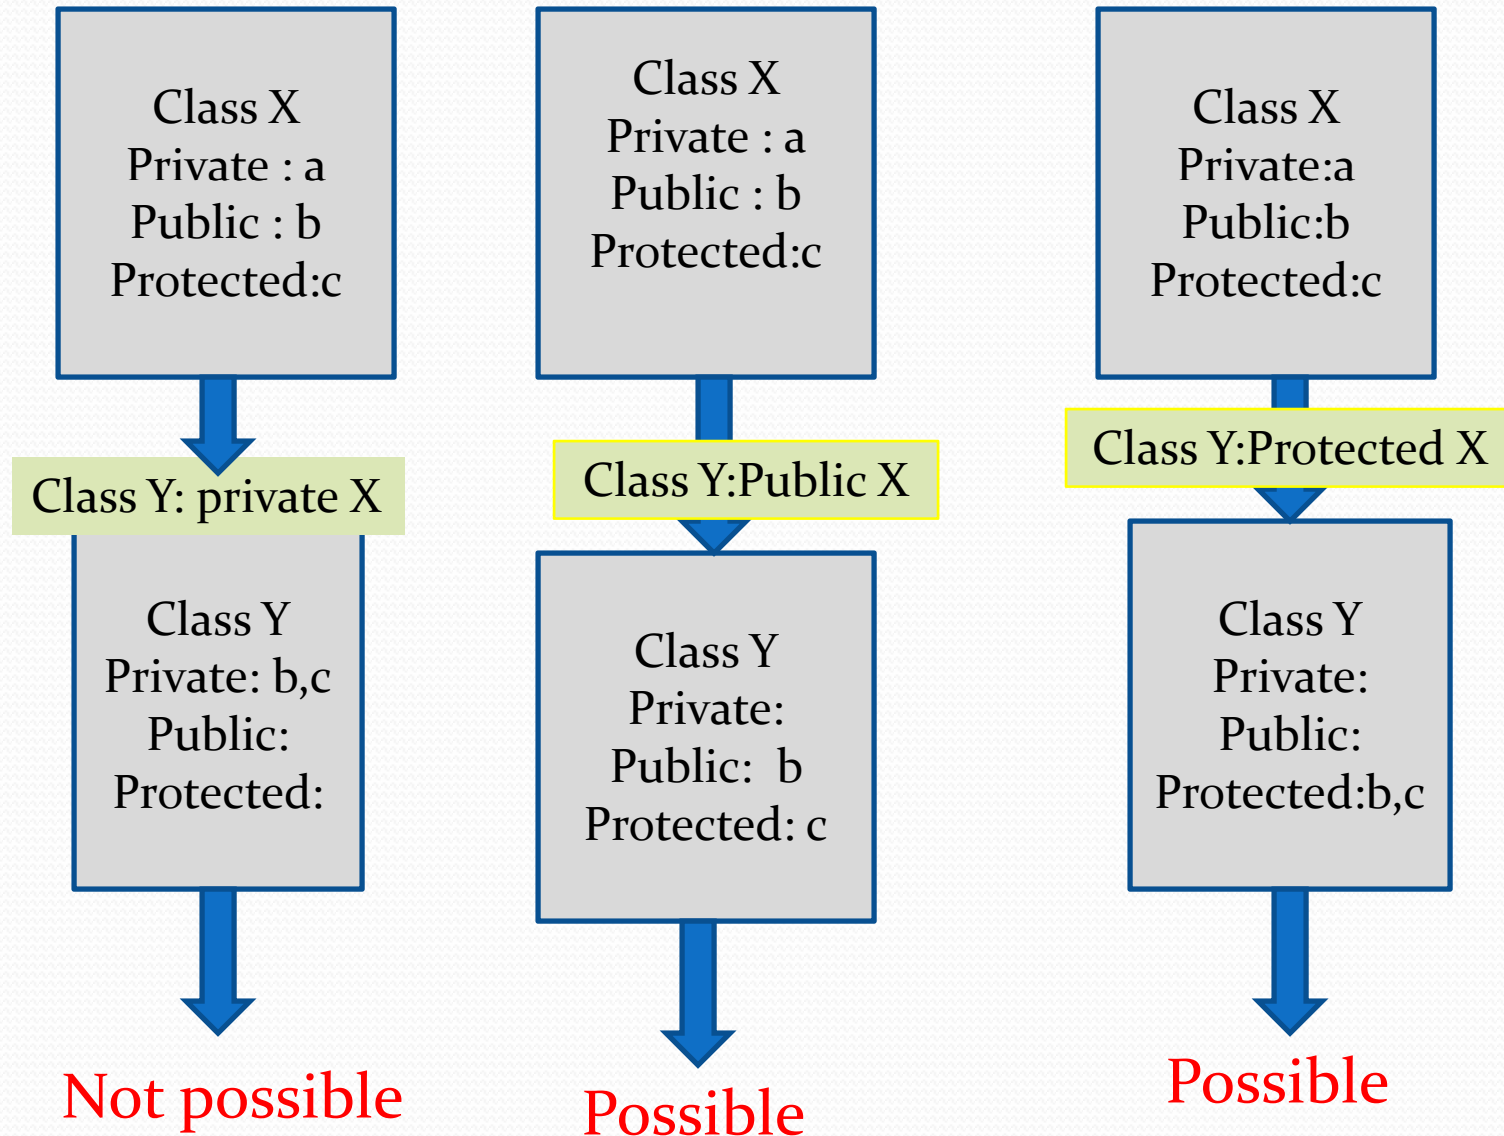 Class X
Private : a
Public : b
Protected:c
Class Y: private X
Class Y
Private: b,c
Public:
Protected:
Not possible
Class X
Private : a
Public : b
Protected:c
Class Y:Public X
Class Y
Private:
Public: b
Protected: c
Possible
Class X
Private:a
Public:b
Protected:c
Class Y:Protected X
Class Y
Private:
Public:
Protected:b,c
Possible